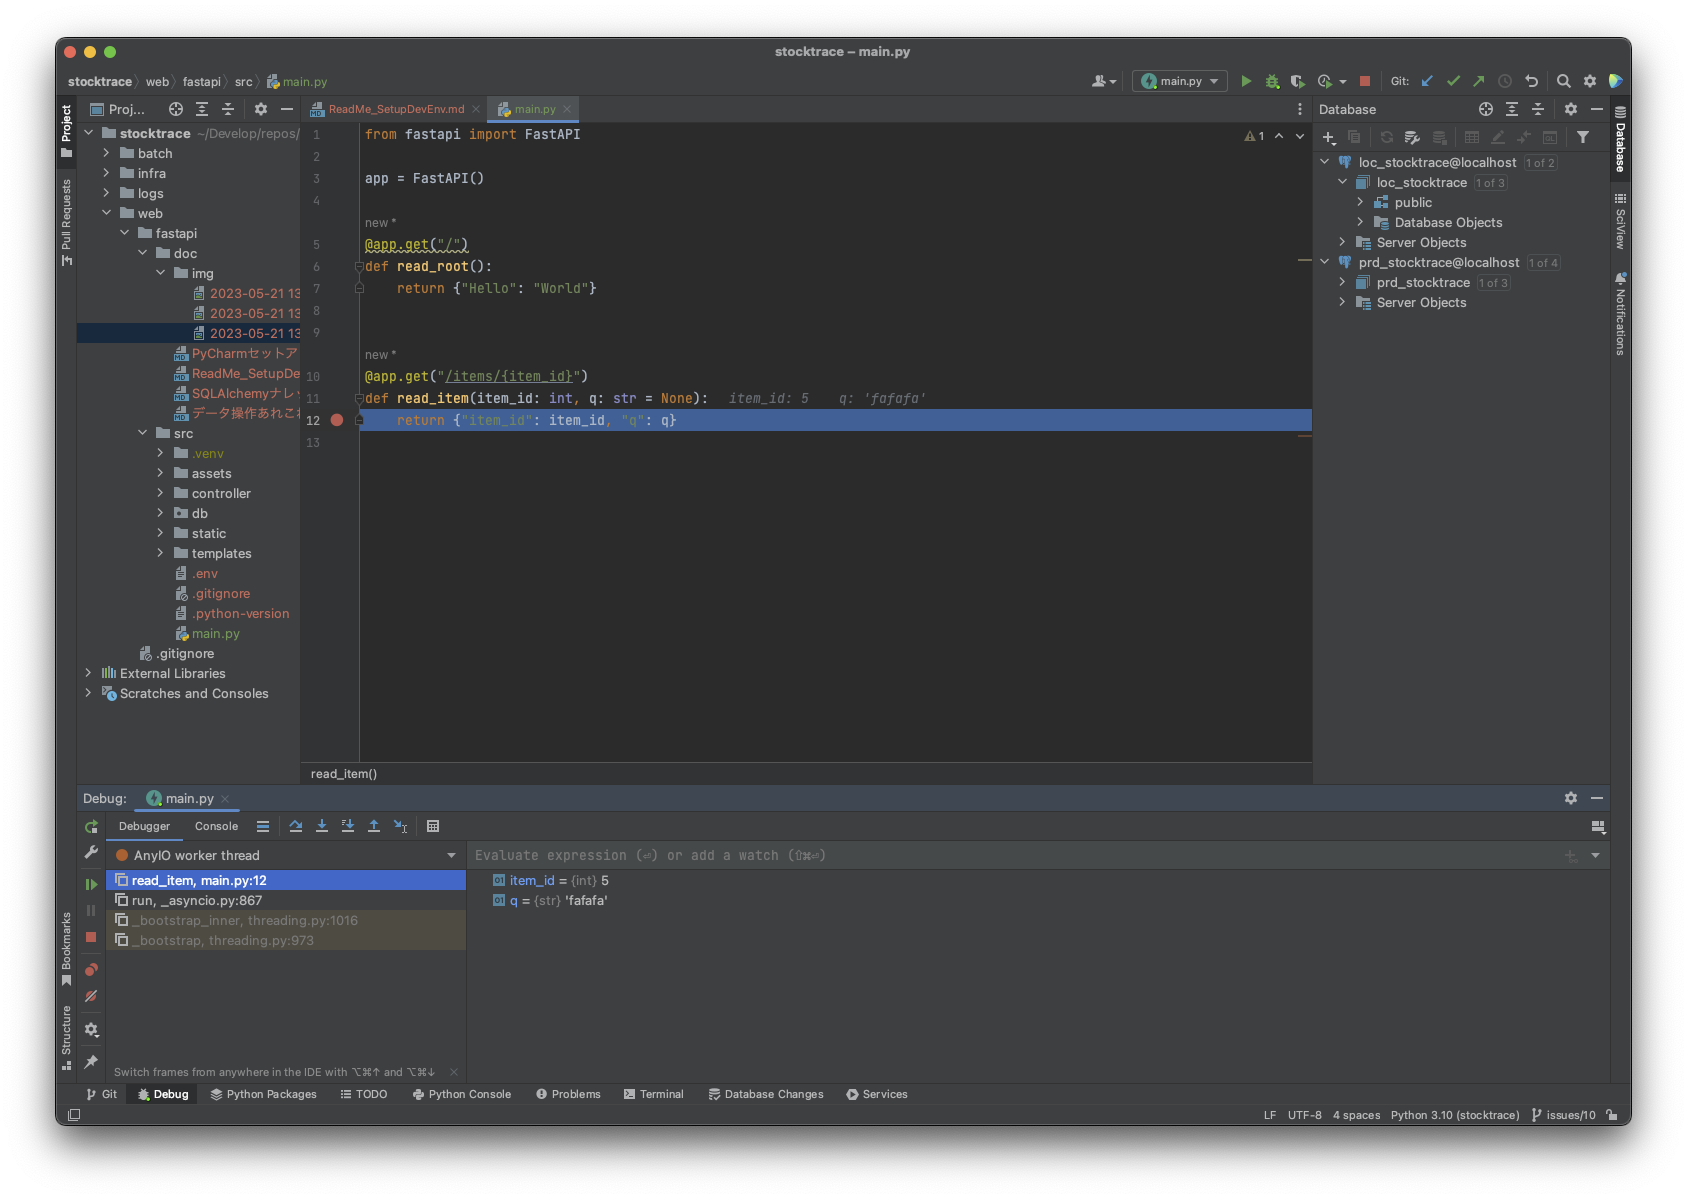 stocktrace – main.py
stocktrace web fastapi src main.py
main.py Git:
Project
Pull Requests
Bookmarks
Structure
Proj...
stocktrace ~/Develop/repos/
batch
infra
logs
web
fastapi
doc
img
2023-05-21 13
2023-05-21 13
2023-05-21 13
PyCharmセットア
ReadMe_SetupDe
SQLAlchemyナレッ
データ操作あれこれ
src
.venv
assets
controller
db
static
templates
.env
.gitignore
.python-version
main.py
.gitignore
External Libraries
Scratches and Consoles
ReadMe_SetupDevEnv.md main.py
1 from fastapi import FastAPI
2
3 app = FastAPI()
4
new *
5 @app.get("/")
6 def read_root():
7 return {"Hello": "World"}
8
9
new *
10 @app.get("/items/{item_id}")
11 def read_item(item_id: int, q: str = None): item_id: 5 q: 'fafafa'
12 return {"item_id": item_id, "q": q}
13
1
read_item()
Database
loc_stocktrace@localhost 1 of 2
loc_stocktrace 1 of 3
public
Database Objects
Server Objects
prd_stocktrace@localhost 1 of 4
prd_stocktrace 1 of 3
Server Objects
Database
SciView
Notifications
Debug: main.py
Debugger Console
AnyIO worker thread
read_item, main.py:12
run, _asyncio.py:867
_bootstrap_inner, threading.py:1016
_bootstrap, threading.py:973
Switch frames from anywhere in the IDE with ⌥⌘↑ and ⌥⌘↓
Evaluate expression (⏎) or add a watch (⇧⌘⏎)
item_id = {int} 5
q = {str} 'fafafa'
Git Debug Python Packages TODO Python Console Problems Terminal Database Changes Services
LF UTF-8 4 spaces Python 3.10 (stocktrace) issues/10